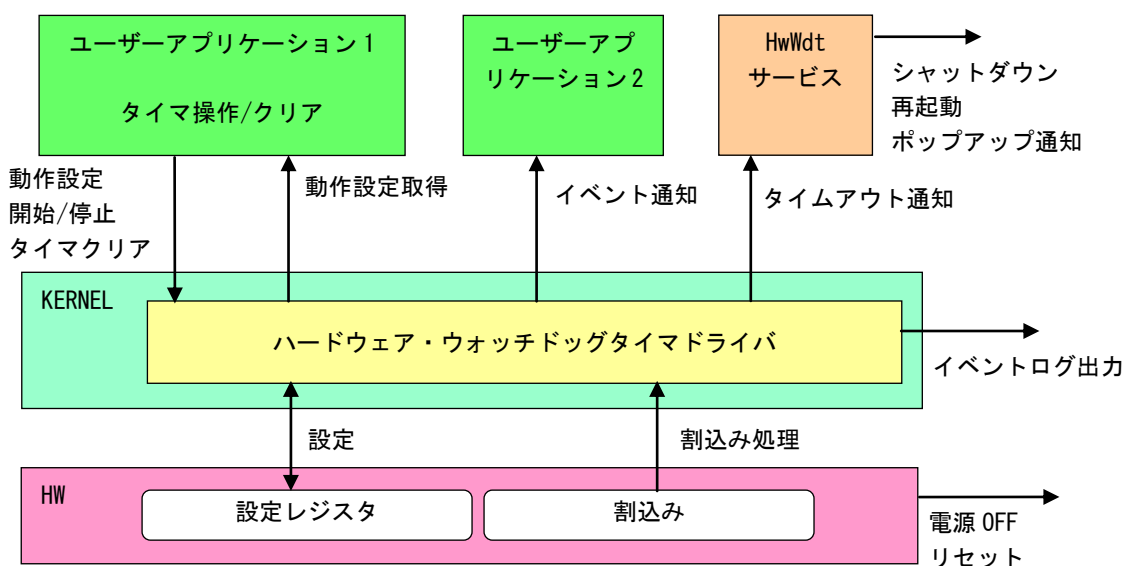 ユーザーアプリケーション1
タイマ操作/クリア
ユーザーアプ
リケーション2
HwWdt
サービス
シャットダウン
再起動
ポップアップ通知
動作設定
開始/停止
タイマクリア
動作設定取得
イベント通知
タイムアウト通知
KERNEL
ハードウェア・ウォッチドッグタイマドライバ
イベントログ出力
設定
割込み処理
HW
設定レジスタ
割込み
電源 OFF
リセット